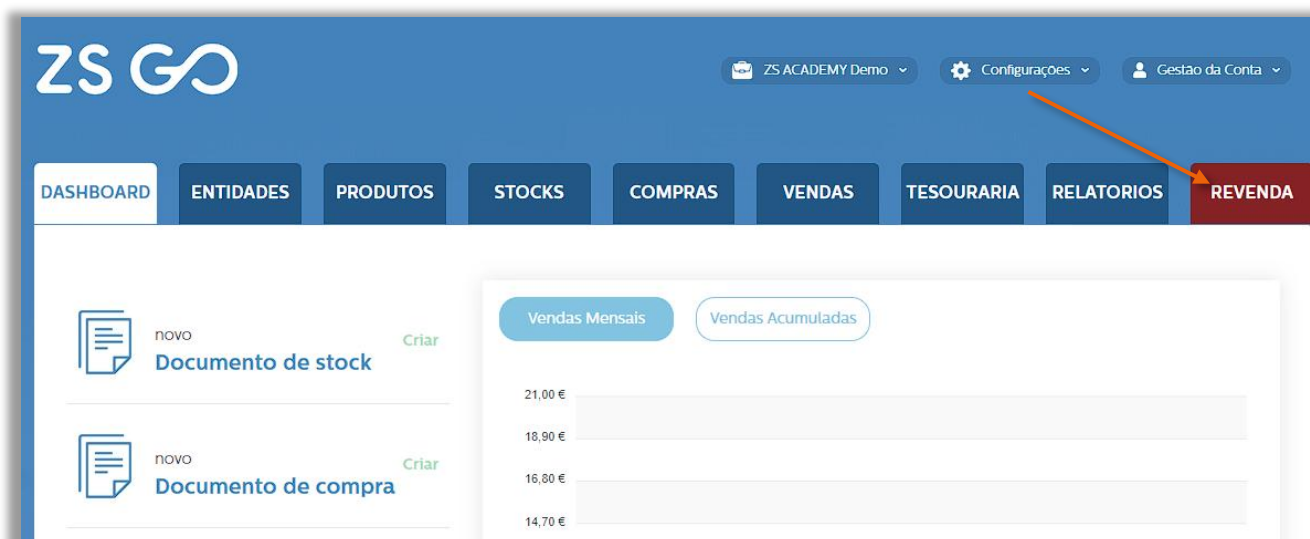 ZS GO
ZS ACADEMY Demo
Configurações
Gestão da Conta
DASHBOARD
ENTIDADES
PRODUTOS
STOCKS
COMPRAS
VENDAS
TESOURARIA
RELATORIOS
REVENDA
novo
Criar
Documento de stock
novo
Criar
Documento de compra
Vendas Mensais
Vendas Acumuladas
21,00 €
18,90 €
16,80 €
14,70 €